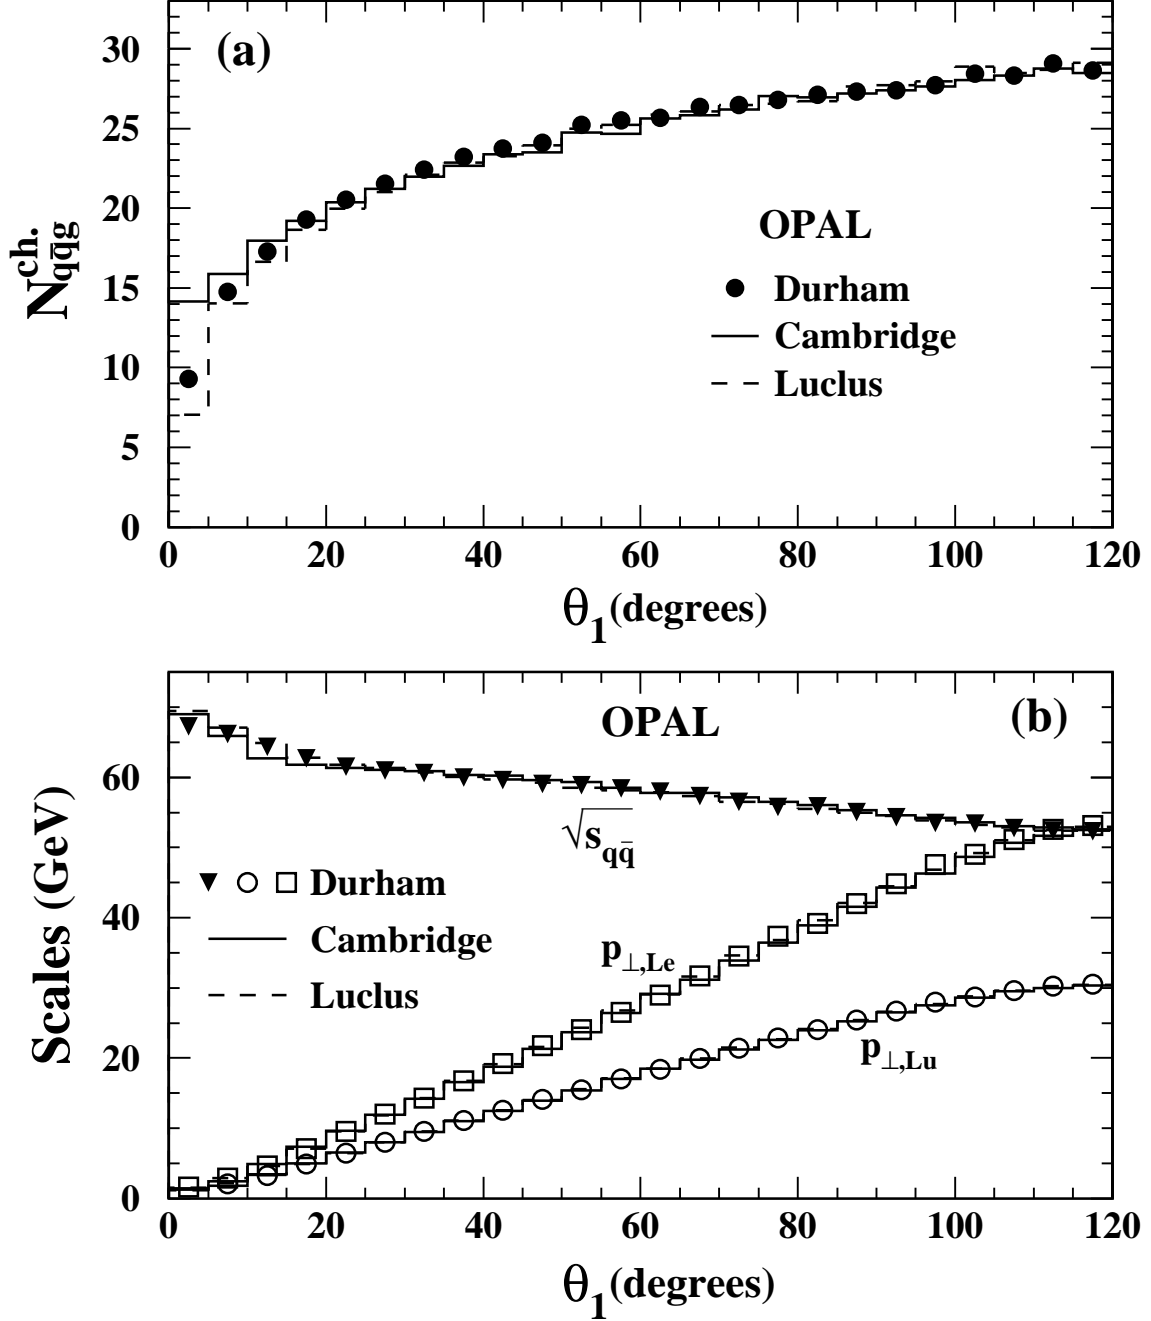 (a)
30
25
20
15
10
5
0
N^{ch.}_{qq̄g}
OPAL
Durham
Cambridge
Luclus
0 20 40 60 80 100 120
θ₁ (degrees)
OPAL (b)
60
40
20
0
Scales (GeV)
√s_{qq̄}
Durham
Cambridge
Luclus
p_{⊥,Le}
p_{⊥,Lu}
0 20 40 60 80 100 120
θ₁ (degrees)